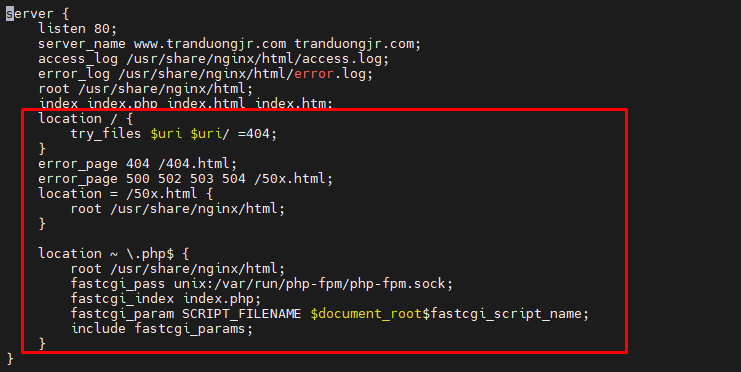 server {
    listen 80;
    server_name www.tranduongjr.com tranduongjr.com;
    access_log /usr/share/nginx/html/access.log;
    error_log /usr/share/nginx/html/error.log;
    root /usr/share/nginx/html;
    index index.php index.html index.htm;
    location / {
        try_files $uri $uri/ =404;
    }
    error_page 404 /404.html;
    error_page 500 502 503 504 /50x.html;
    location = /50x.html {
        root /usr/share/nginx/html;
    }

    location ~ \.php$ {
        root /usr/share/nginx/html;
        fastcgi_pass unix:/var/run/php-fpm/php-fpm.sock;
        fastcgi_index index.php;
        fastcgi_param SCRIPT_FILENAME $document_root$fastcgi_script_name;
        include fastcgi_params;
    }
}